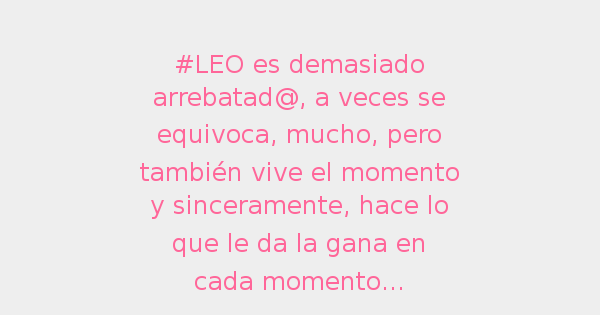 #LEO es demasiado
arrebatad@, a veces se
equivoca, mucho, pero
también vive el momento
y sinceramente, hace lo
que le da la gana en
cada momento...